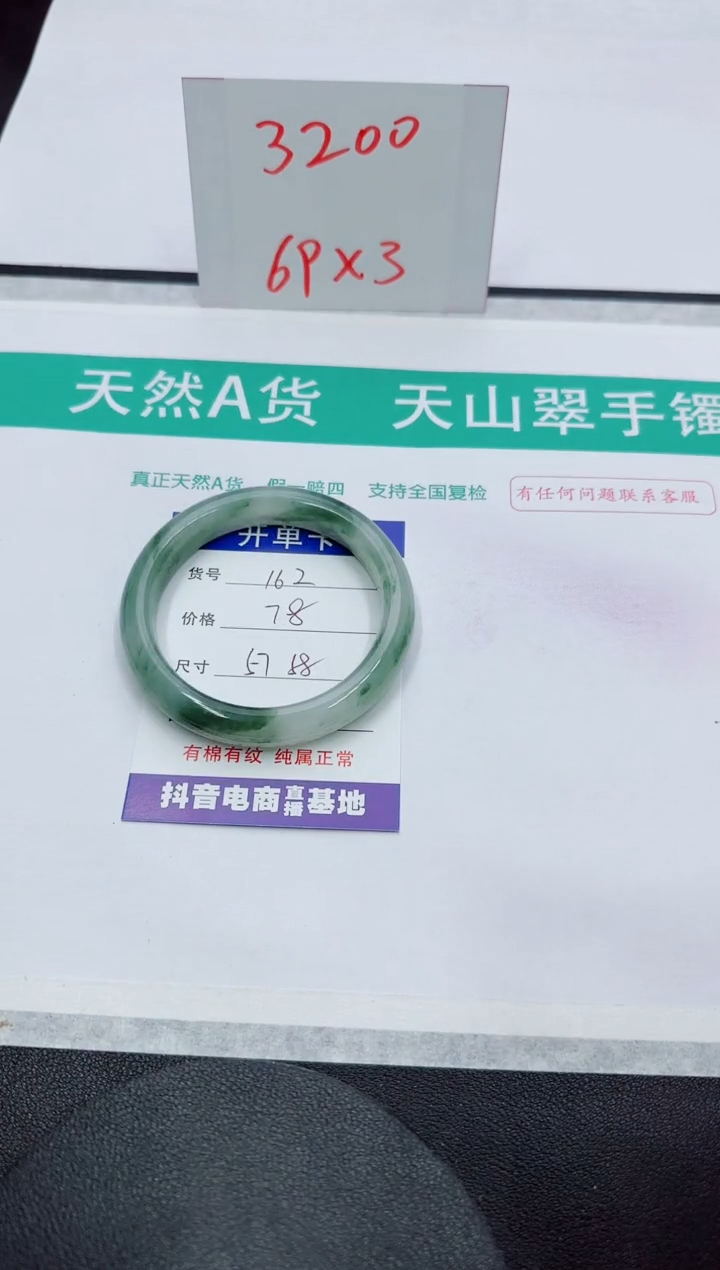 3200
69x3
天然A货 天山翠手镯
真正天然A货 假一赔四 支持全国复检
有任何问题联系客服
开单卡
货号 162
价格 78
尺寸 57 58
有棉有纹 纯属正常
抖音电商直播基地